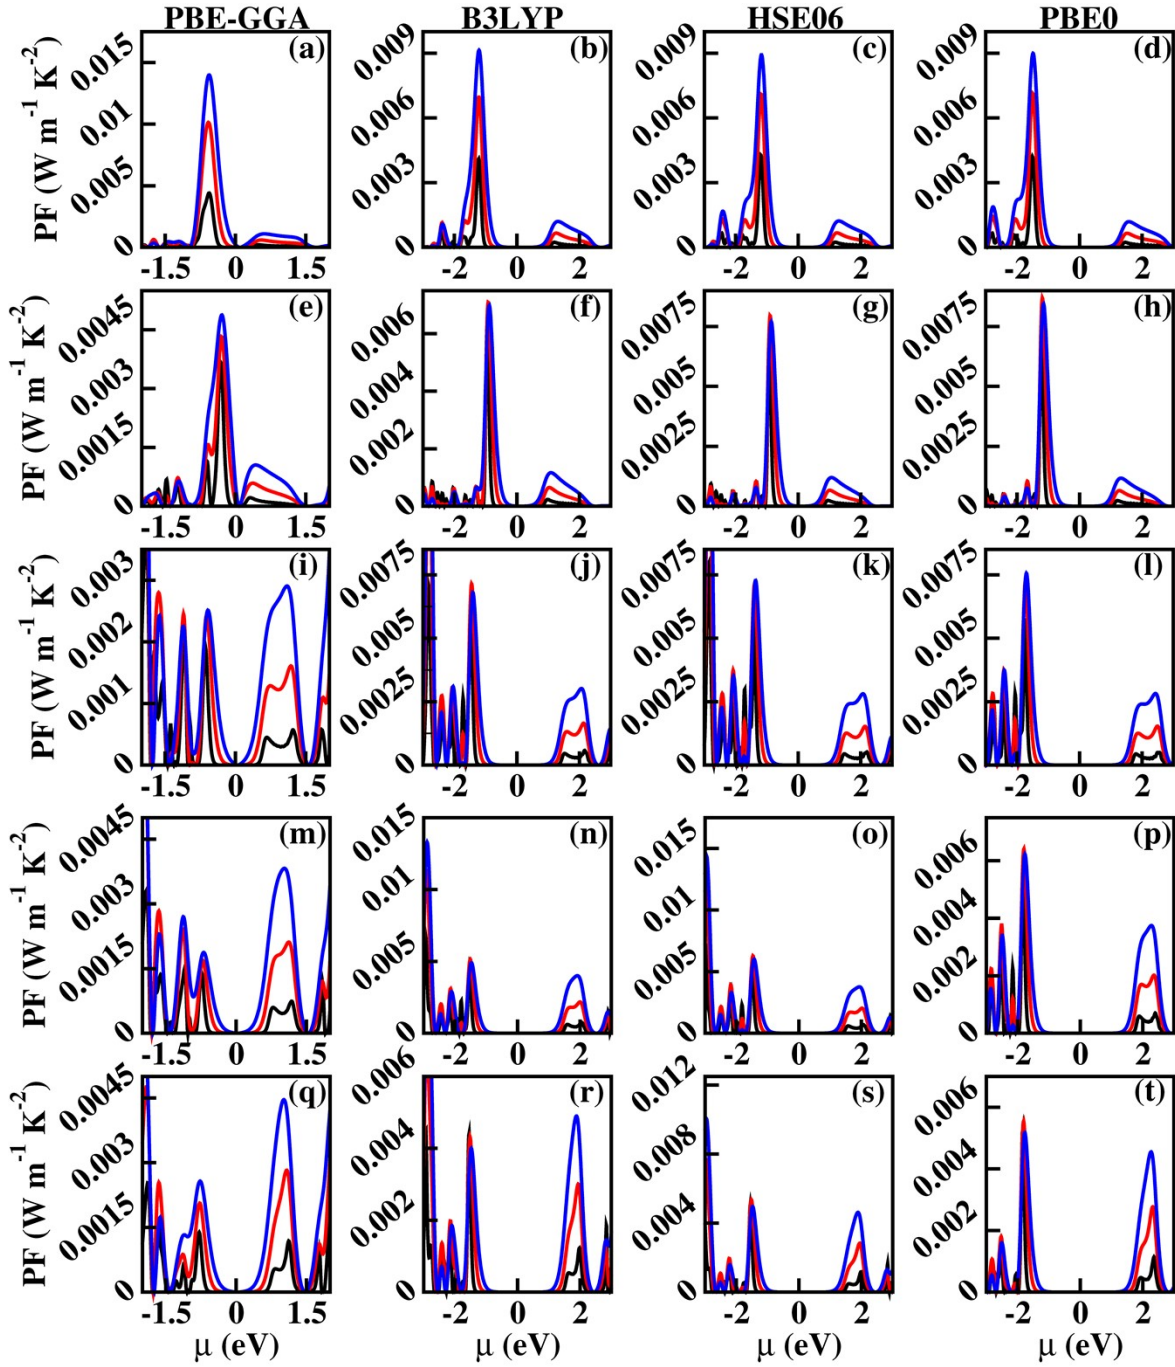 PBE-GGA B3LYP HSE06 PBE0
(a) (b) (c) (d)
PF (W m⁻¹ K⁻²)
0.015 0.01 0.005 0
0.009 0.006 0.003 0
0.009 0.006 0.003 0
0.009 0.006 0.003 0
-1.5 0 1.5 -2 0 2 -2 0 2 -2 0 2
(e) (f) (g) (h)
PF (W m⁻¹ K⁻²)
0.0045 0.003 0.0015 0
0.006 0.004 0.002 0
0.0075 0.005 0.0025 0
0.0075 0.005 0.0025 0
-1.5 0 1.5 -2 0 2 -2 0 2 -2 0 2
(i) (j) (k) (l)
PF (W m⁻¹ K⁻²)
0.003 0.002 0.001 0
0.0075 0.005 0.0025 0
0.0075 0.005 0.0025 0
0.0075 0.005 0.0025 0
-1.5 0 1.5 -2 0 2 -2 0 2 -2 0 2
(m) (n) (o) (p)
PF (W m⁻¹ K⁻²)
0.0045 0.003 0.0015 0
0.015 0.01 0.005 0
0.015 0.01 0.005 0
0.006 0.004 0.002 0
-1.5 0 1.5 -2 0 2 -2 0 2 -2 0 2
(q) (r) (s) (t)
PF (W m⁻¹ K⁻²)
0.0045 0.003 0.0015 0
0.006 0.004 0.002 0
0.012 0.008 0.004 0
0.006 0.004 0.002 0
-1.5 0 1.5 -2 0 2 -2 0 2 -2 0 2
μ (eV) μ (eV) μ (eV) μ (eV)